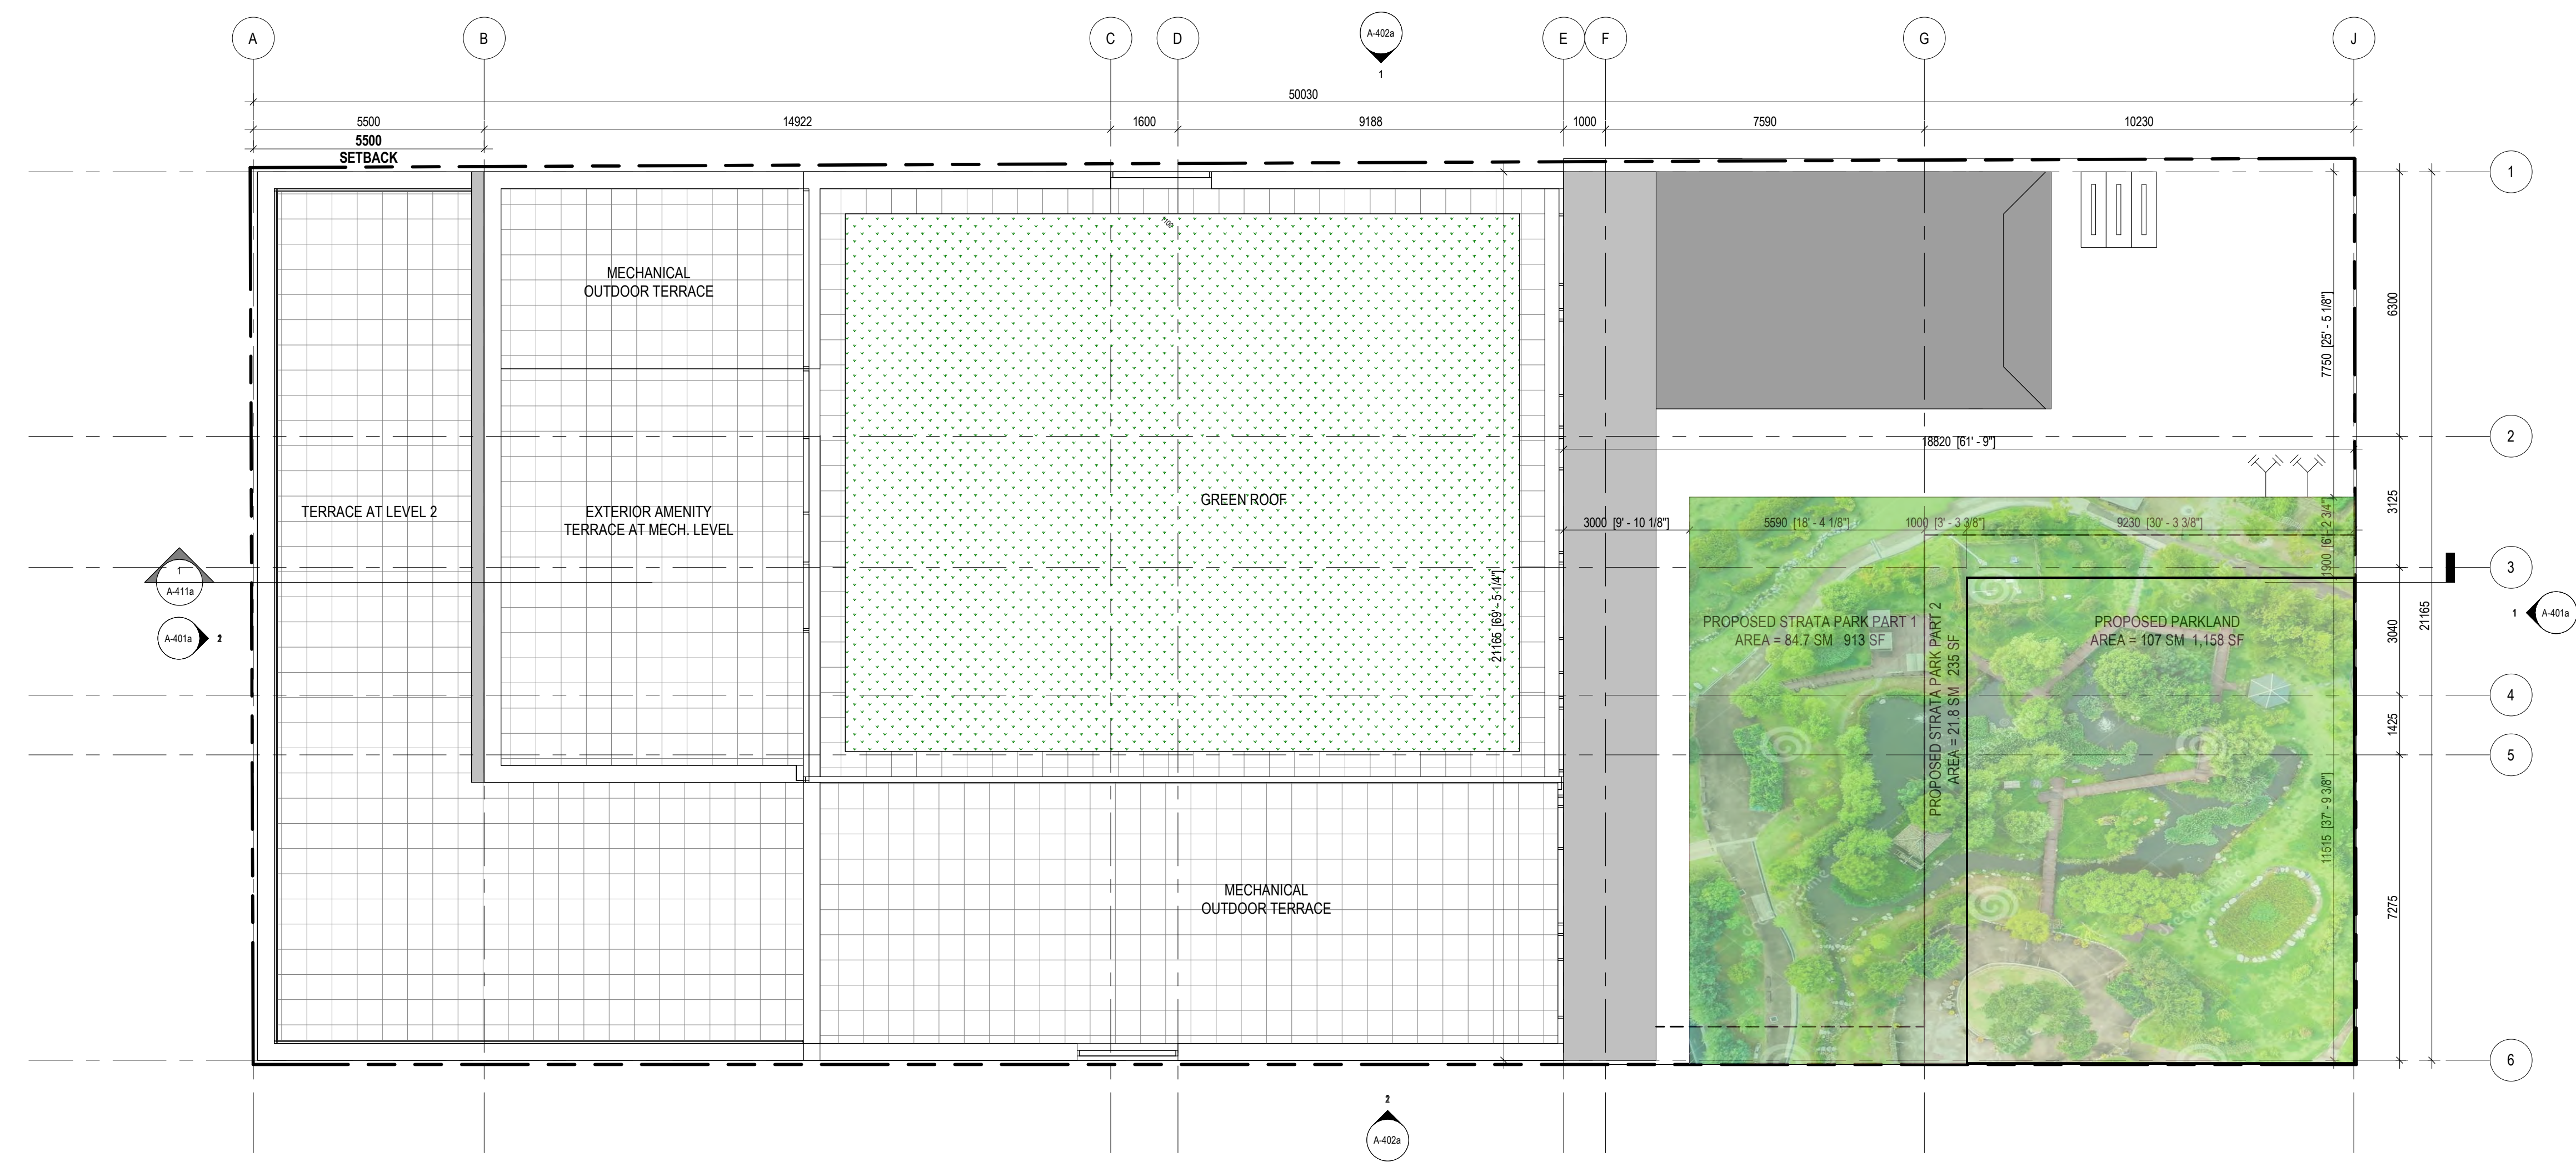 A
B
C
D
A-402a
1
E
F
G
J
50030
5500
14922
1600
9188
1000
7590
10230
5500
SETBACK
1
1100
MECHANICAL
OUTDOOR TERRACE
6300
7750 [25' - 5 1/8"]
2
18820 [61' - 9"]
TERRACE AT LEVEL 2
EXTERIOR AMENITY
TERRACE AT MECH. LEVEL
GREEN ROOF
3000 [9' - 10 1/8"]
5590 [18' - 4 1/8"]
1000 [3' - 3 3/8"]
9230 [30' - 3 3/8"]
1900 [6' - 2 3/4"]
3125
3
1
A-411a
A-401a
2
21165 [69' - 5 1/4"]
PROPOSED STRATA PARK PART 1
AREA = 84.7 SM 913 SF
PROPOSED STRATA PARK PART 2
AREA = 21.8 SM 235 SF
PROPOSED PARKLAND
AREA = 107 SM 1,158 SF
3040
21165
1
A-401a
4
1425
5
11515 [37' - 9 3/8"]
7275
MECHANICAL
OUTDOOR TERRACE
6
2
A-402a